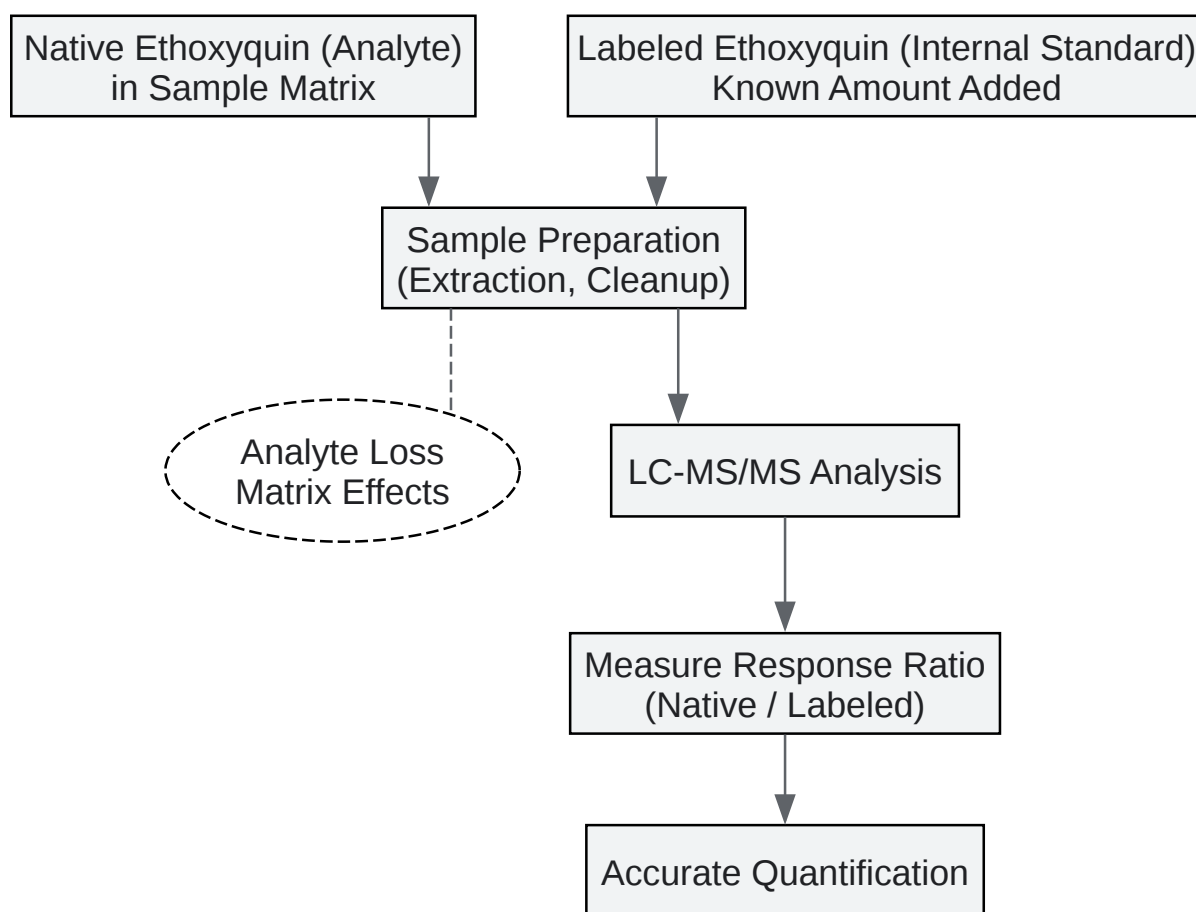 Native Ethoxyquin (Analyte)
in Sample Matrix
Labeled Ethoxyquin (Internal Standard)
Known Amount Added
Sample Preparation
(Extraction, Cleanup)
Analyte Loss
Matrix Effects
LC-MS/MS Analysis
Measure Response Ratio
(Native / Labeled)
Accurate Quantification